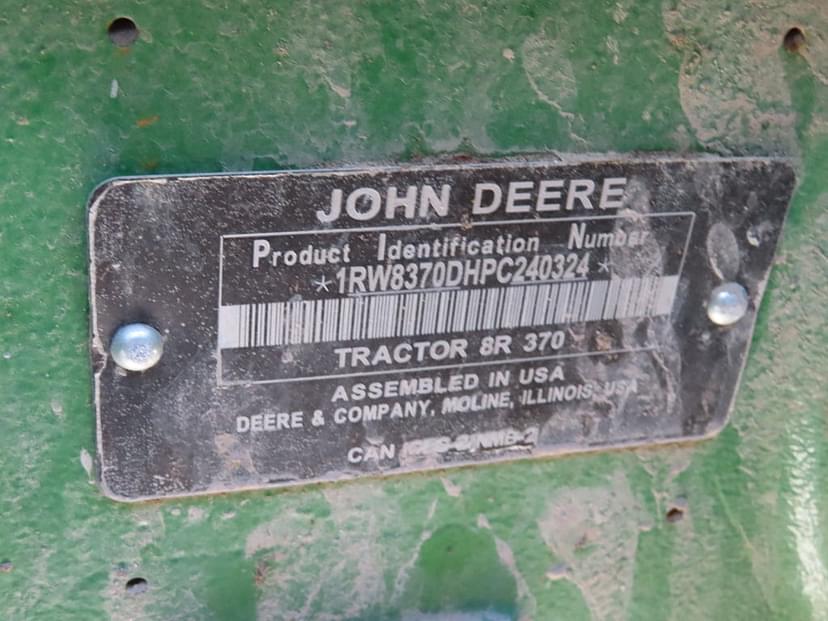 JOHN DEERE
Product Identification Number
*1RW8370DHPC240324*
TRACTOR 8R 370
ASSEMBLED IN USA
DEERE & COMPANY, MOLINE, ILLINOIS, USA
CAN